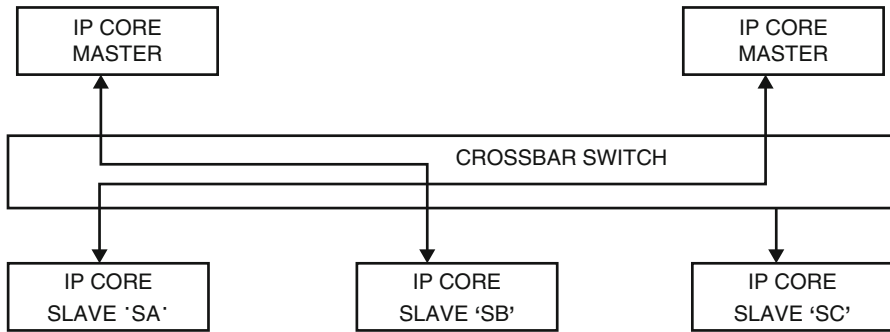 IP CORE
MASTER
IP CORE
MASTER
CROSSBAR SWITCH
IP CORE
SLAVE ˙SA˙
IP CORE
SLAVE ‘SB’
IP CORE
SLAVE ‘SC’